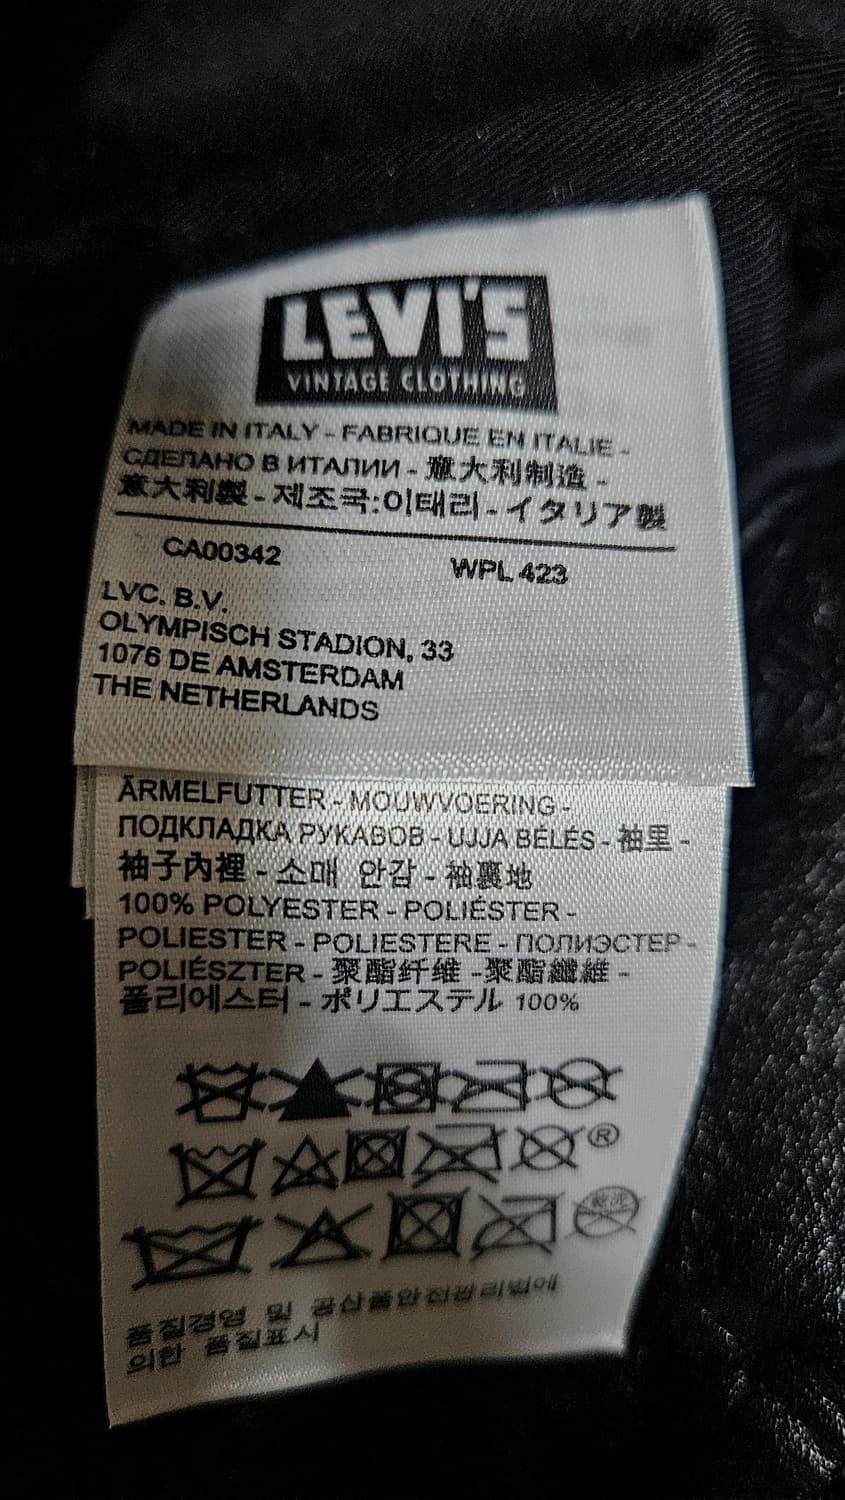 LEVI'S
VINTAGE CLOTHING
MADE IN ITALY - FABRIQUE EN ITALIE -
СДЕЛАНО В ИТАЛИИ - 意大利制造 -
意大利製 - 제조국:이태리 - イタリア製
CA00342 WPL 423
LVC. B.V.
OLYMPISCH STADION, 33
1076 DE AMSTERDAM
THE NETHERLANDS
ÄRMELFUTTER - MOUWVOERING -
ПОДКЛАДКА РУКАВОВ - UJJA BÉLÉS - 袖里 -
袖子內裡 - 소매 안감 - 袖裏地
100% POLYESTER - POLIÉSTER -
POLIESTER - POLIESTERE - ПОЛИЭСТЕР -
POLIÉSZTER - 聚酯纤维 -聚酯纖維 -
폴리에스터 - ポリエステル 100%
®
乾洗
품질경영 및 공산품안전관리법에
의한 품질표시